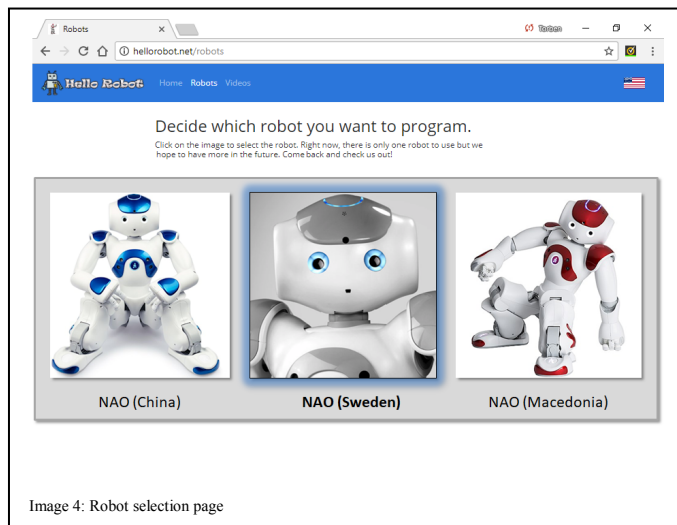 Robots
Torben
hellorobot.net/robots
Hello Robot Home Robots Videos
Decide which robot you want to program.
Click on the image to select the robot. Right now, there is only one robot to use but we
hope to have more in the future. Come back and check us out!
NAO (China) NAO (Sweden) NAO (Macedonia)
Image 4: Robot selection page